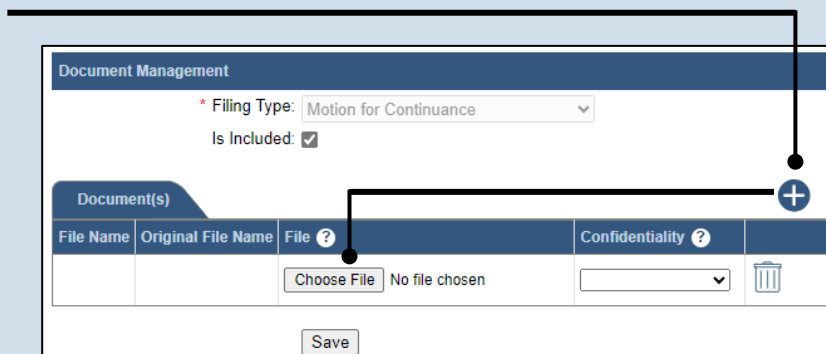 Document Management
* Filing Type: Motion for Continuance
Is Included:
Document(s)
File Name Original File Name File ? Confidentiality ?
Choose File No file chosen
Save